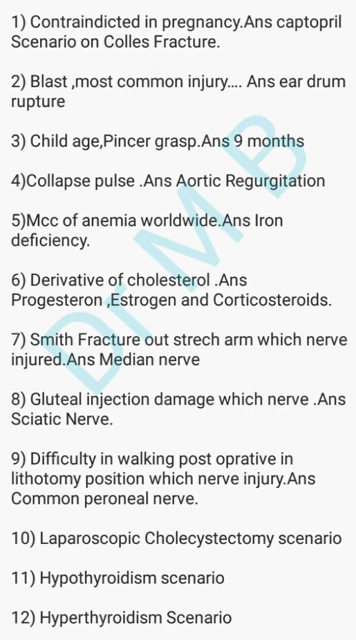 1) Contraindicted in pregnancy.Ans captopril
Scenario on Colles Fracture.
2) Blast ,most common injury.... Ans ear drum
rupture
3) Child age,Pincer grasp.Ans 9 months
4)Collapse pulse .Ans Aortic Regurgitation
5)Mcc of anemia worldwide.Ans Iron
deficiency.
6) Derivative of cholesterol .Ans
Progesteron ,Estrogen and Corticosteroids.
7) Smith Fracture out strech arm which nerve
injured.Ans Median nerve
8) Gluteal injection damage which nerve .Ans
Sciatic Nerve.
9) Difficulty in walking post oprative in
lithotomy position which nerve injury.Ans
Common peroneal nerve.
10) Laparoscopic Cholecystectomy scenario
11) Hypothyroidism scenario
12) Hyperthyroidism Scenario
Dr M B